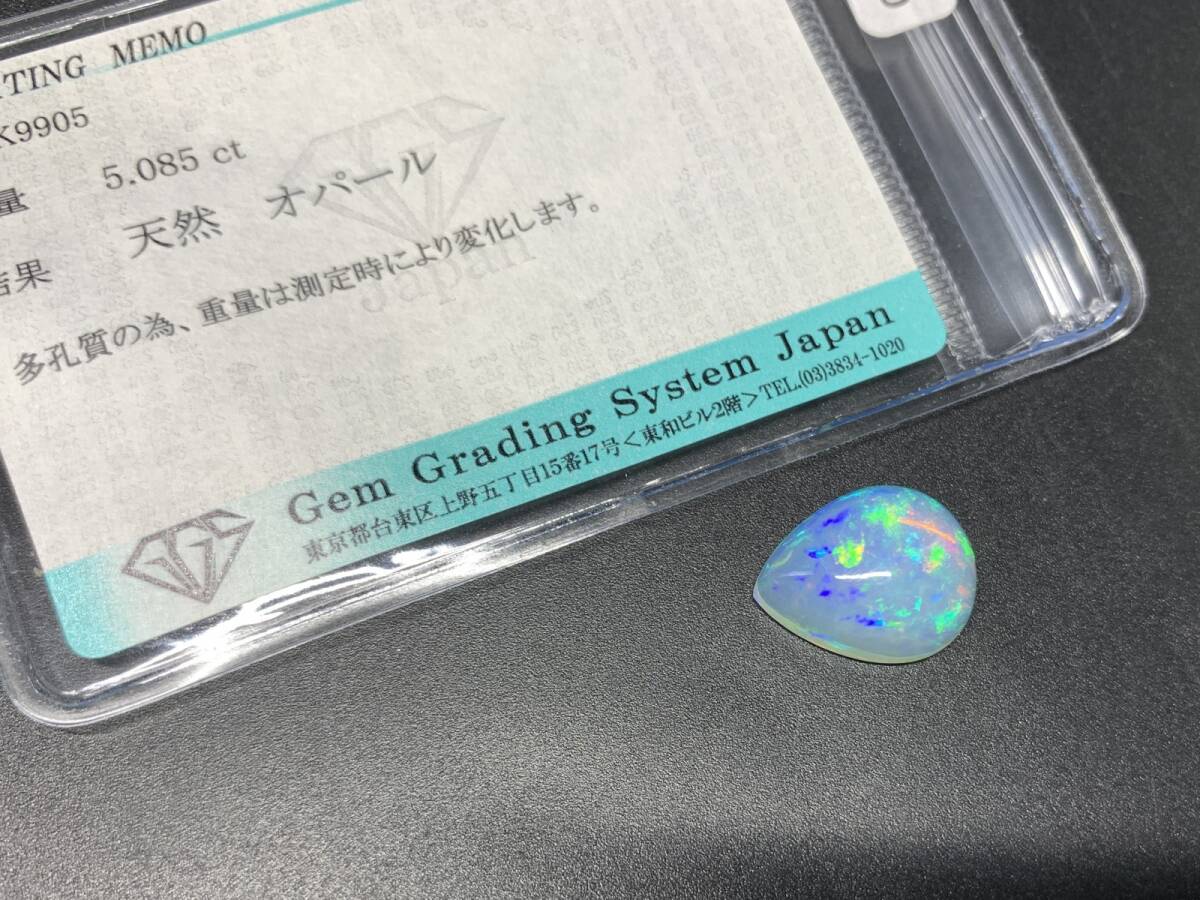 TING MEMO
K9905
量 5.085 ct
結果 天然 オパール
多孔質の為、重量は測定時により変化します。
Japan
Gem Grading System Japan
東京都台東区上野五丁目15番17号<東和ビル2階>TEL.(03)3834-1020